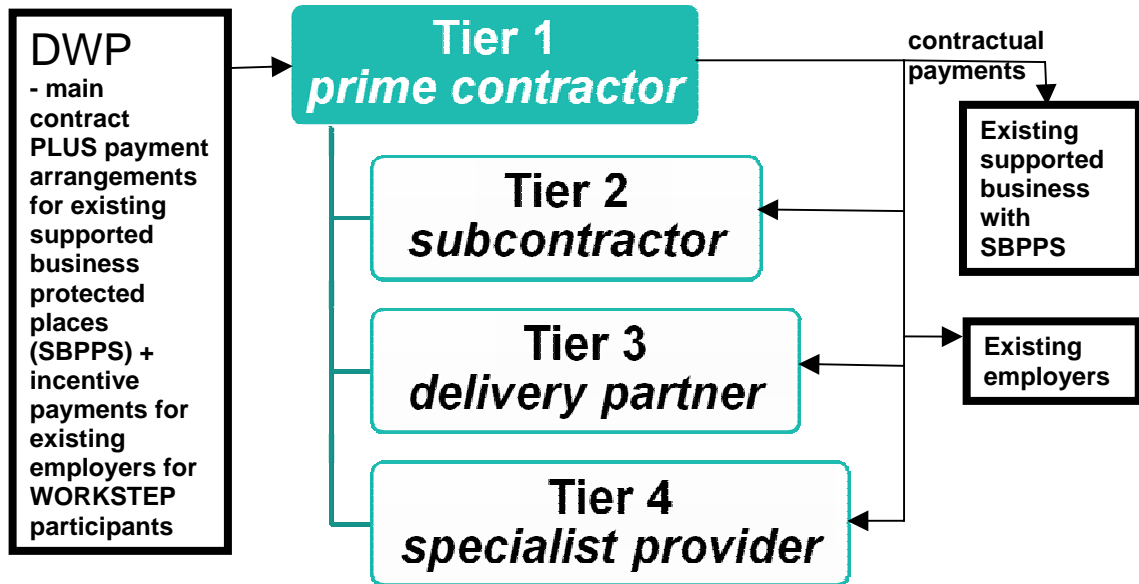 DWP
- main
contract
PLUS payment
arrangements
for existing
supported
business
protected
places
(SBPPS) +
incentive
payments for
existing
employers for
WORKSTEP
participants
Tier 1
prime contractor
Tier 2
subcontractor
Tier 3
delivery partner
Tier 4
specialist provider
contractual
payments
Existing
supported
business
with
SBPPS
Existing
employers